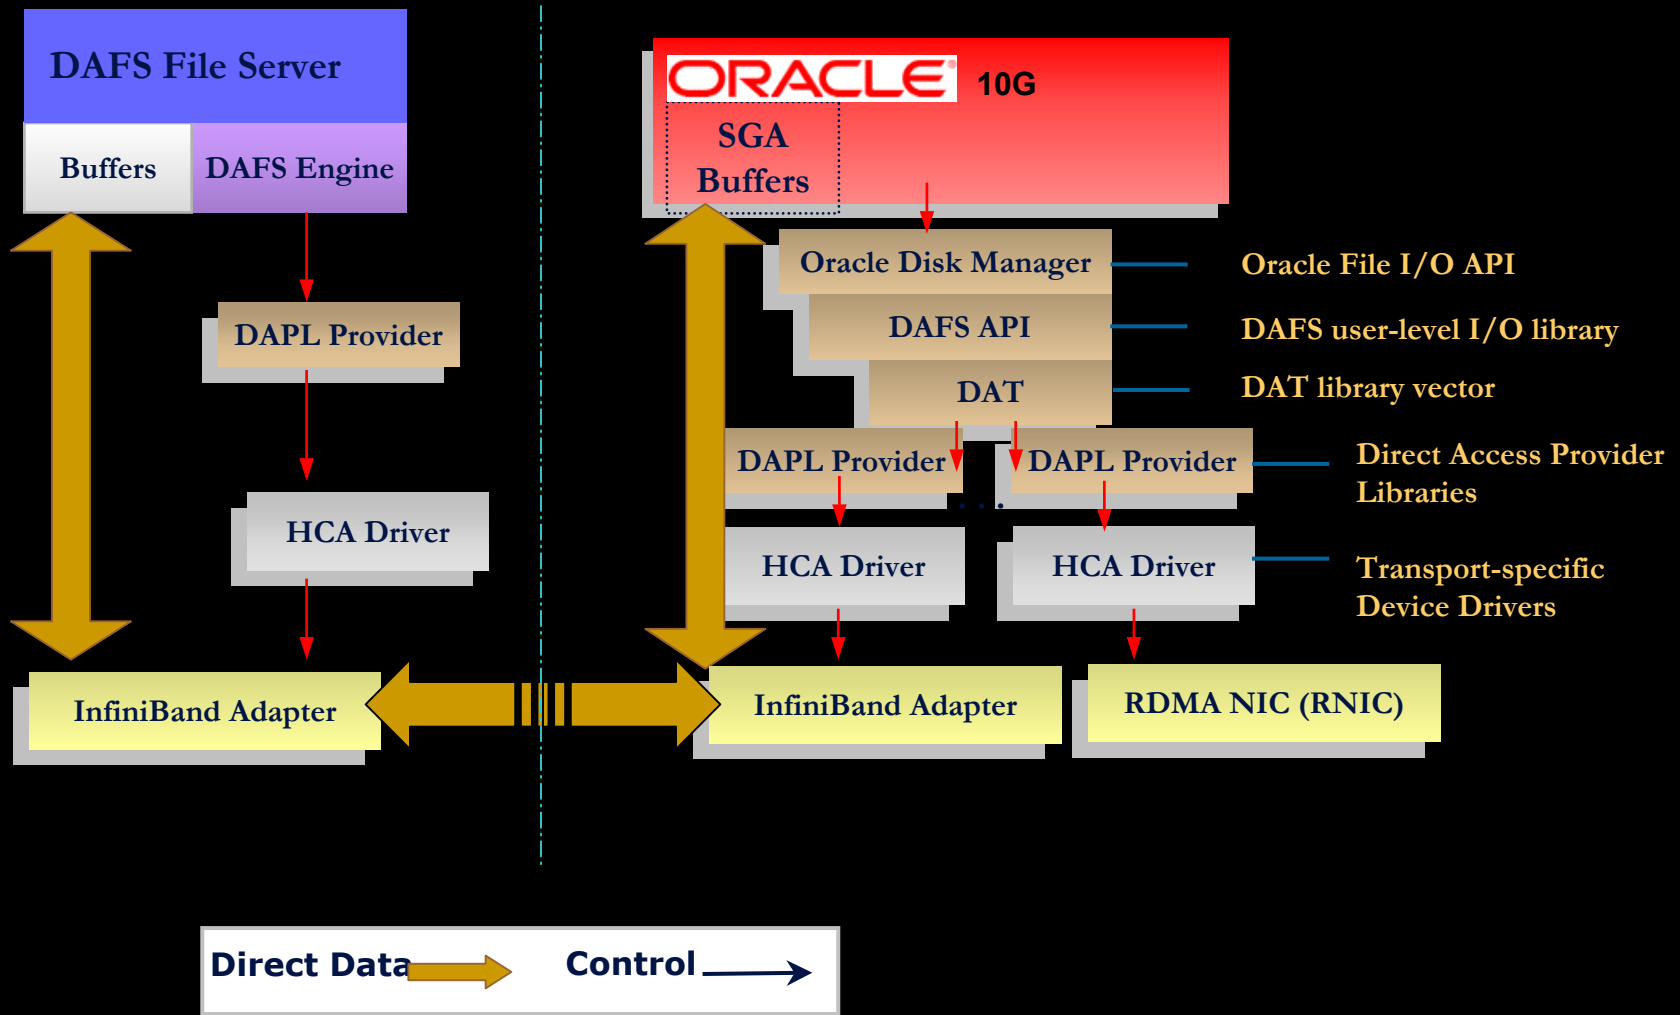 DAFS File Server
Buffers
DAFS Engine
DAPL Provider
HCA Driver
InfiniBand Adapter
ORACLE® 10G
SGA
Buffers
Oracle Disk Manager
Oracle File I/O API
DAFS API
DAFS user-level I/O library
DAT
DAT library vector
DAPL Provider
. . .
DAPL Provider
Direct Access Provider
Libraries
HCA Driver
HCA Driver
Transport-specific
Device Drivers
InfiniBand Adapter
RDMA NIC (RNIC)
Direct Data
Control